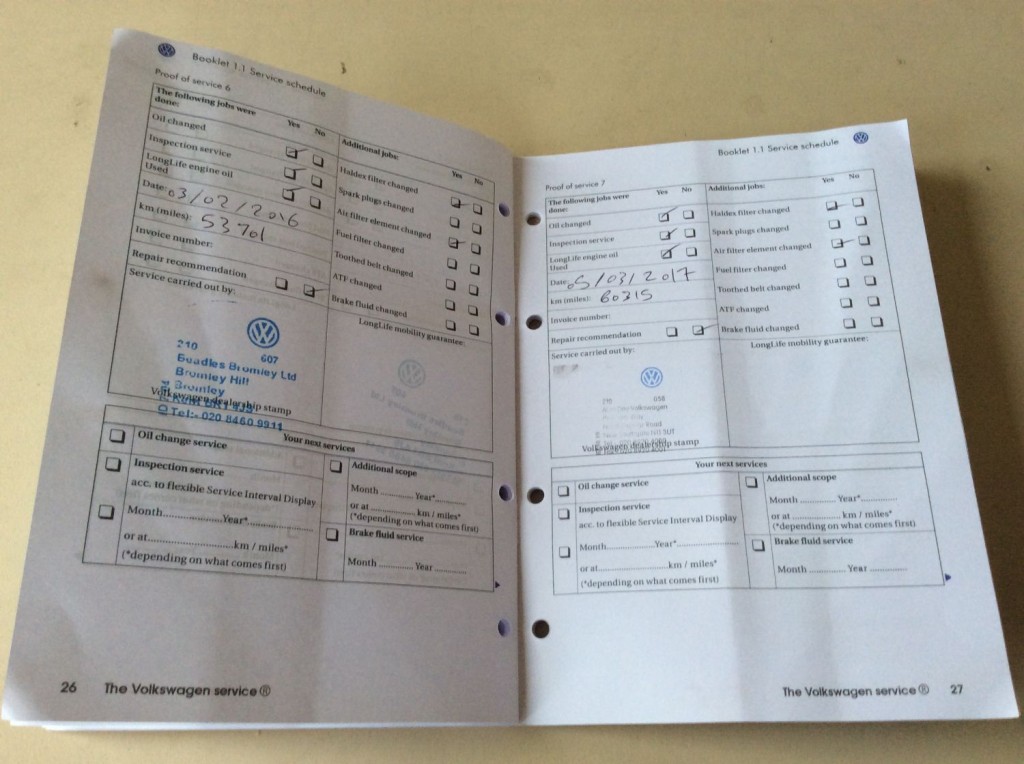 Booklet 1.1 Service schedule
Proof of service 6
The following jobs were done: Yes No
Oil changed
Inspection service
LongLife engine oil
Used
Date: 03/02/2016
km (miles): 53701
Invoice number:
Repair recommendation
Service carried out by:
210 607
Beadles Bromley Ltd
Bromley Hill
Bromley
Tel:- 020 8460 9911
Volkswagen dealership stamp
Additional jobs:
Yes No
Haldex filter changed
Spark plugs changed
Air filter element changed
Fuel filter changed
Toothed belt changed
ATF changed
Brake fluid changed
LongLife mobility guarantee:
Your next services
Oil change service
Inspection service
acc. to flexible Service Interval Display
Month..............Year*..............
or at....................km / miles*
(*depending on what comes first)
Additional scope
Month ........... Year*...........
or at................ km / miles
(*depending on what comes first)
Brake fluid service
Month ............ Year ............
26 The Volkswagen service®
Booklet 1.1 Service schedule
Proof of service 7
The following jobs were done: Yes No
Oil changed
Inspection service
LongLife engine oil
Used
Date: 05/03/2017
km (miles): 60315
Invoice number:
Repair recommendation
Service carried out by:
Volkswagen
Road
Volkswagen dealership stamp
Additional jobs:
Yes No
Haldex filter changed
Spark plugs changed
Air filter element changed
Fuel filter changed
Toothed belt changed
ATF changed
Brake fluid changed
LongLife mobility guarantee:
Your next services
Oil change service
Inspection service
acc. to flexible Service Interval Display
Month..............Year*..............
or at....................km / miles*
(*depending on what comes first)
Additional scope
Month ........... Year*...........
or at................ km / miles
(*depending on what comes first)
Brake fluid service
Month ............ Year ............
The Volkswagen service® 27